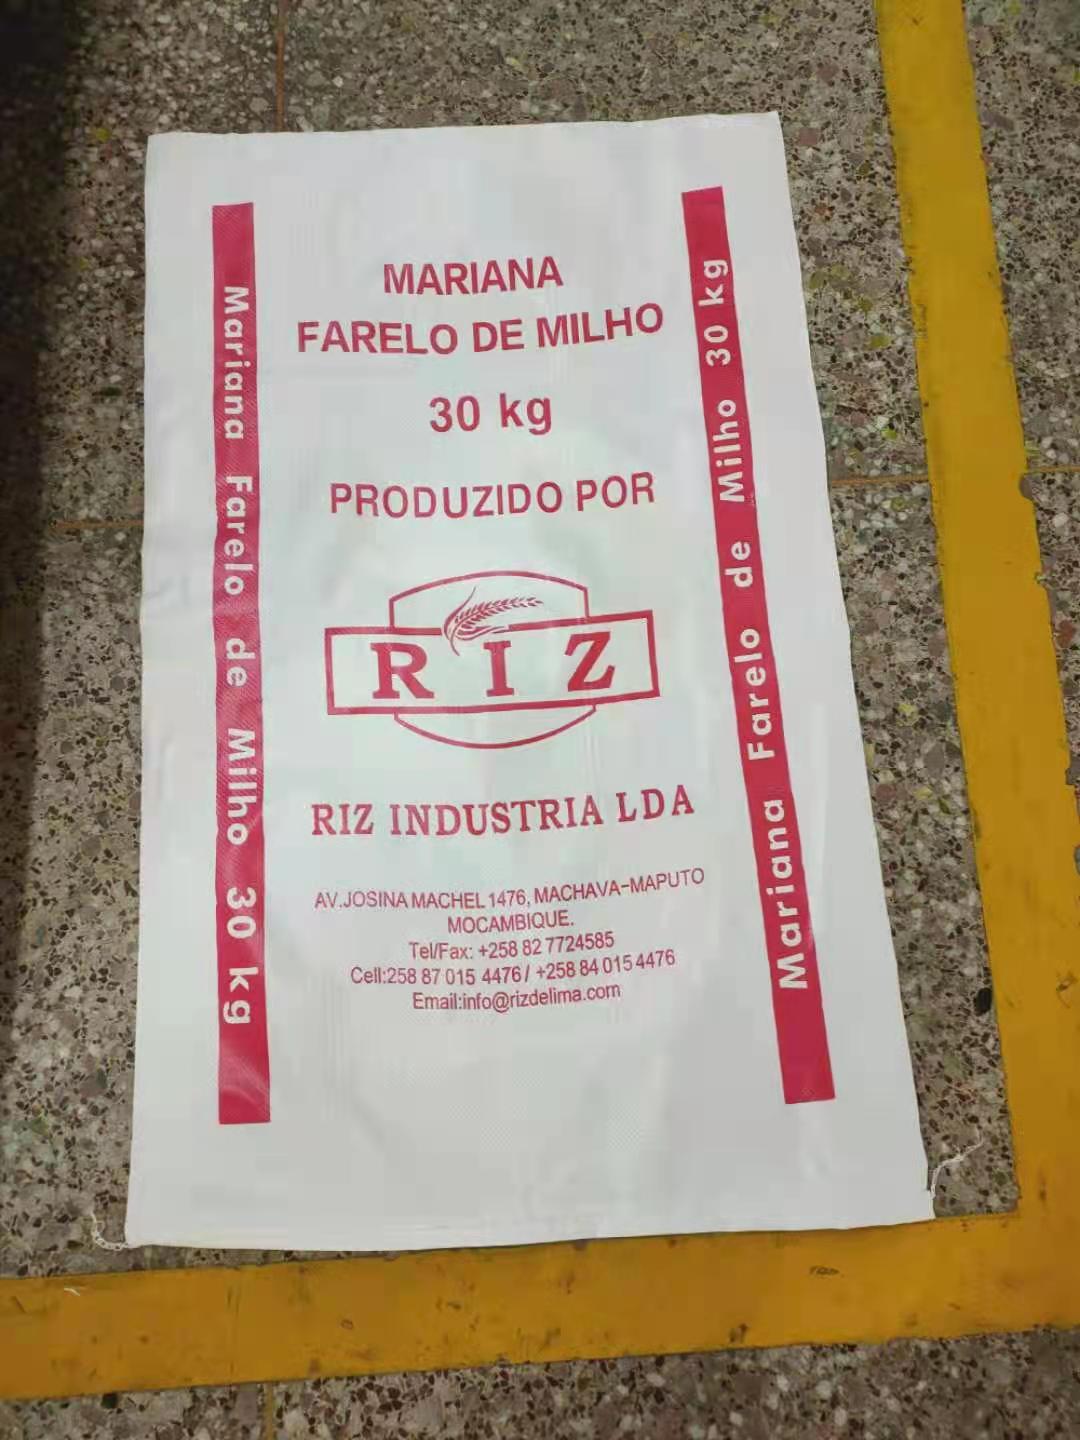 MARIANA
FARELO DE MILHO
30 kg
PRODUZIDO POR
RIZ
RIZ INDUSTRIA LDA
AV.JOSINA MACHEL 1476, MACHAVA-MAPUTO
MOCAMBIQUE.
Tel/Fax: +258 82 7724585
Cell:258 87 015 4476 / +258 84 015 4476
Email:info@rizdelima.com
Mariana Farelo de Milho 30 kg
Mariana Farelo de Milho 30 kg